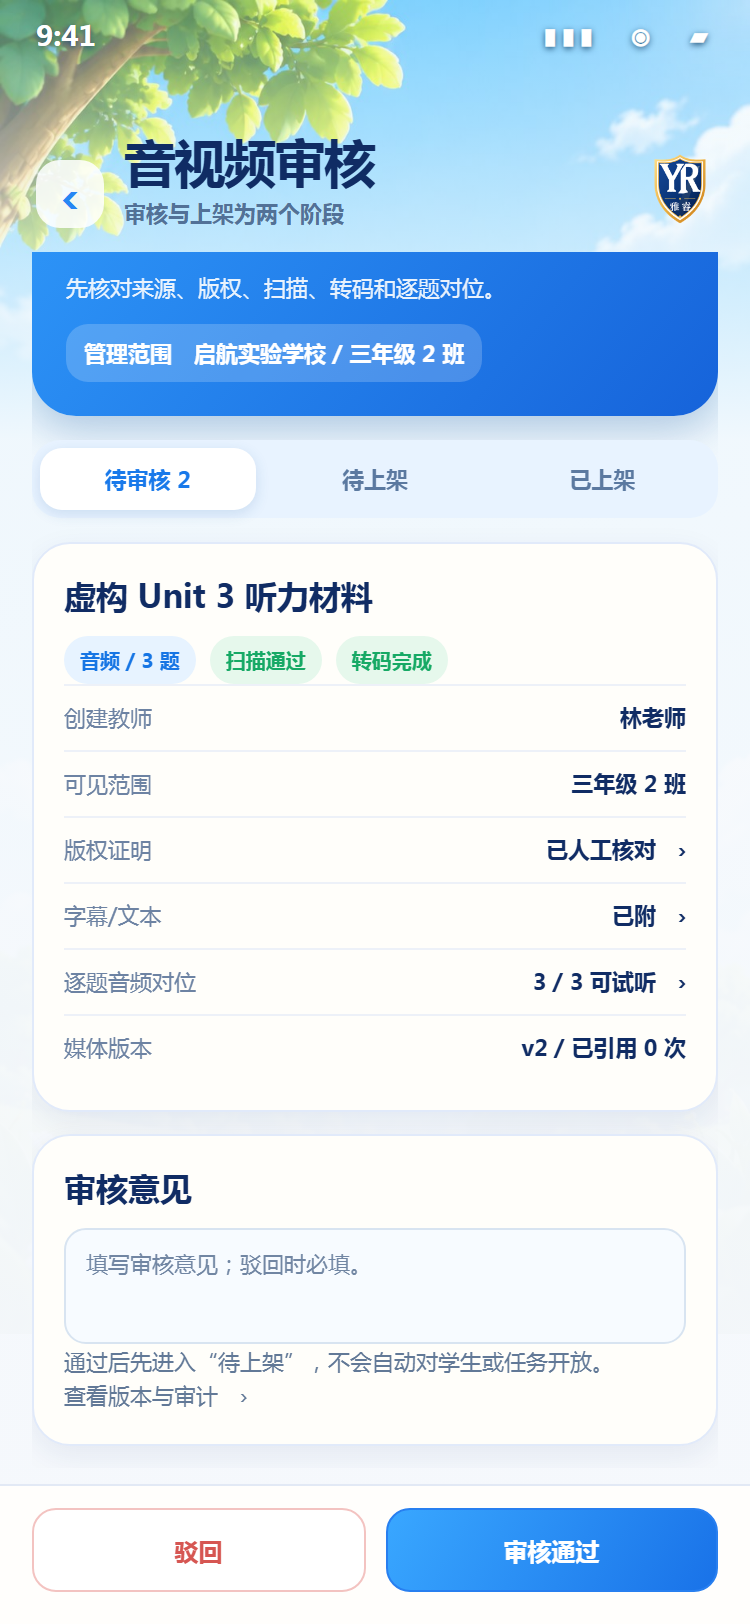 9:41
音视频审核
审核与上架为两个阶段
YR
雅睿
先核对来源、版权、扫描、转码和逐题对位。
管理范围 启航实验学校 / 三年级 2 班
待审核 2 待上架 已上架
虚构 Unit 3 听力材料
音频 / 3 题 扫描通过 转码完成
创建教师 林老师
可见范围 三年级 2 班
版权证明 已人工核对 ›
字幕/文本 已附 ›
逐题音频对位 3 / 3 可试听 ›
媒体版本 v2 / 已引用 0 次
审核意见
填写审核意见；驳回时必填。
通过后先进入“待上架”，不会自动对学生或任务开放。
查看版本与审计 ›
驳回 审核通过